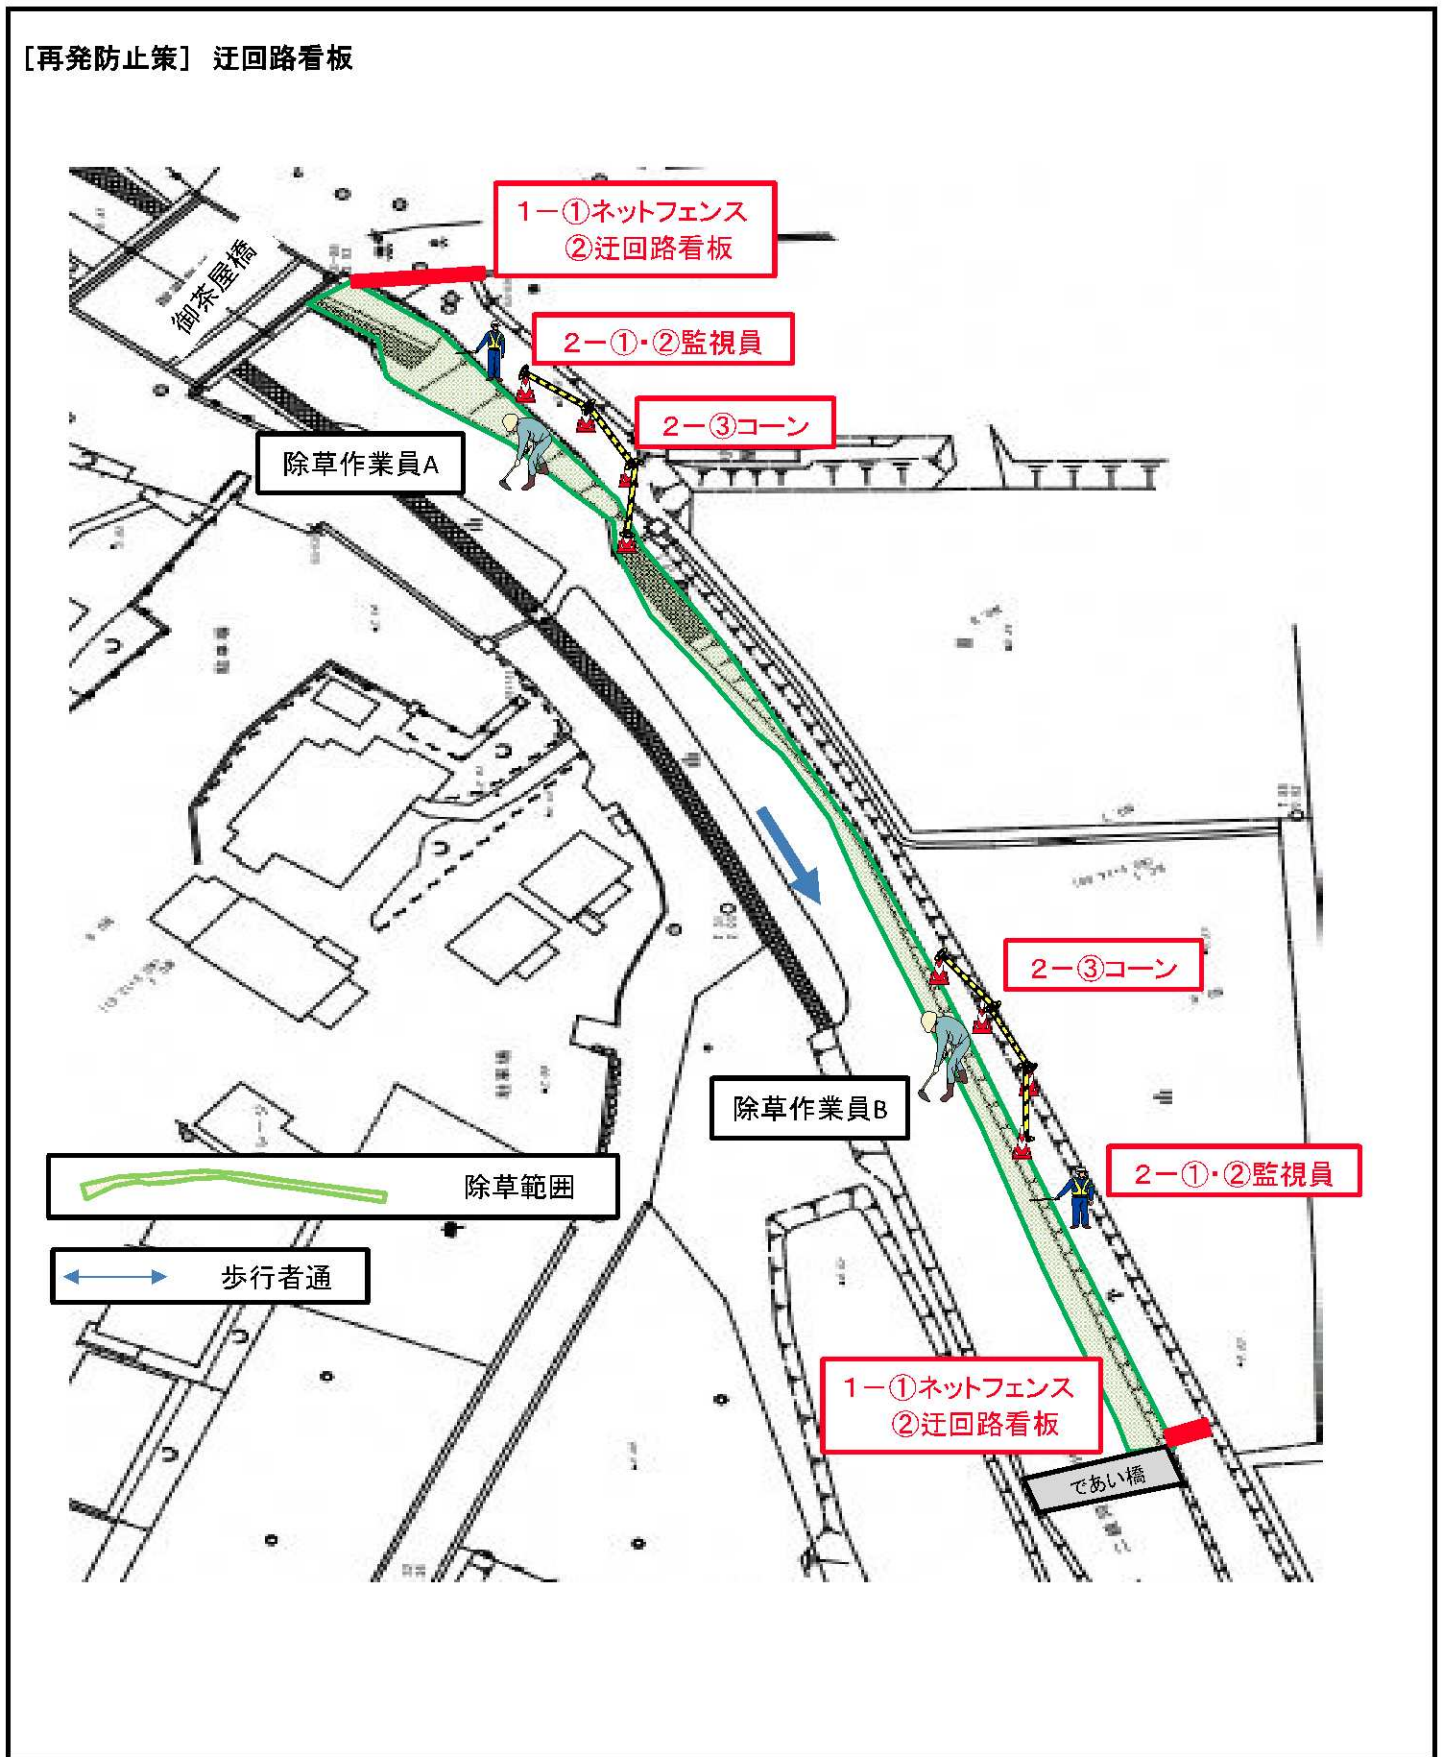 [再発防止策] 迂回路看板
1－①ネットフェンス
②迂回路看板
御茶屋橋
2－①・②監視員
2－③コーン
除草作業員A
2－③コーン
除草作業員B
2－①・②監視員
除草範囲
歩行者通
1－①ネットフェンス
②迂回路看板
であい橋